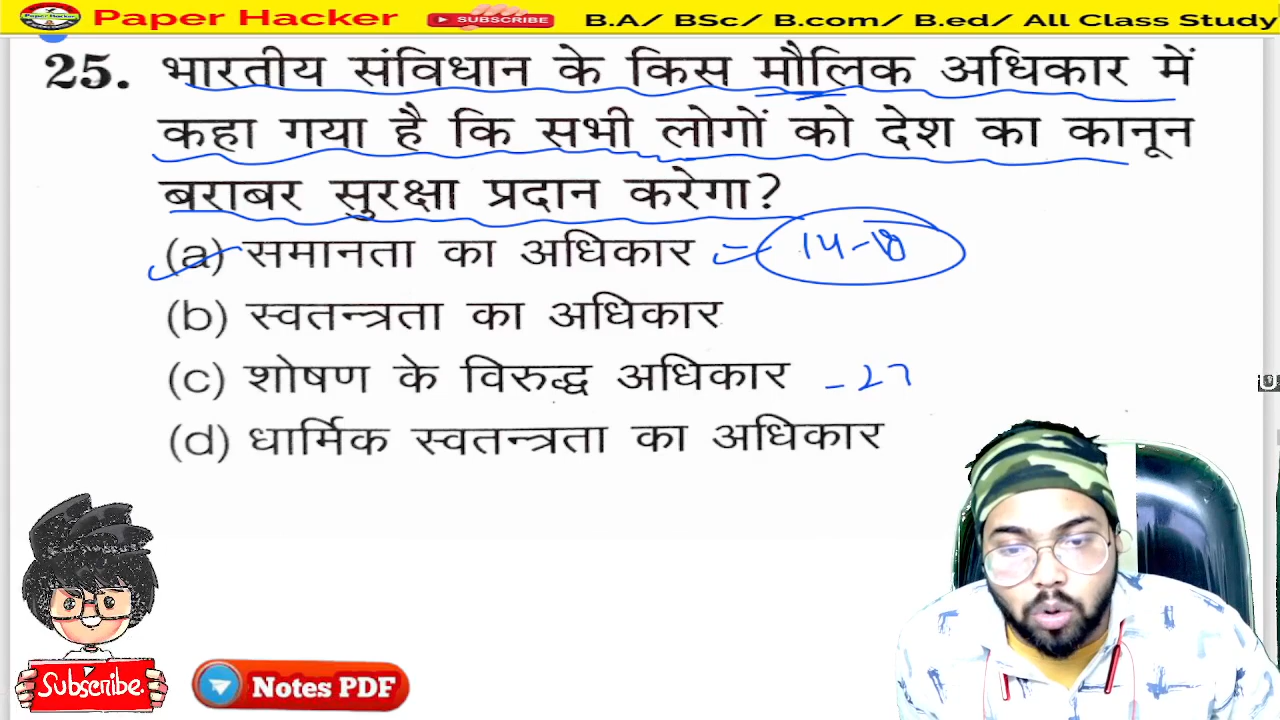 Paper Hacker SUBSCRIBE B.A/ BSc/ B.com/ B.ed/ All Class Study
25. भारतीय संविधान के किस मौलिक अधिकार में
कहा गया है कि सभी लोगों को देश का कानून
बराबर सुरक्षा प्रदान करेगा?
(a) समानता का अधिकार = 14-18
(b) स्वतन्त्रता का अधिकार
(c) शोषण के विरुद्ध अधिकार - 23
(d) धार्मिक स्वतन्त्रता का अधिकार
Subscribe.
Notes PDF